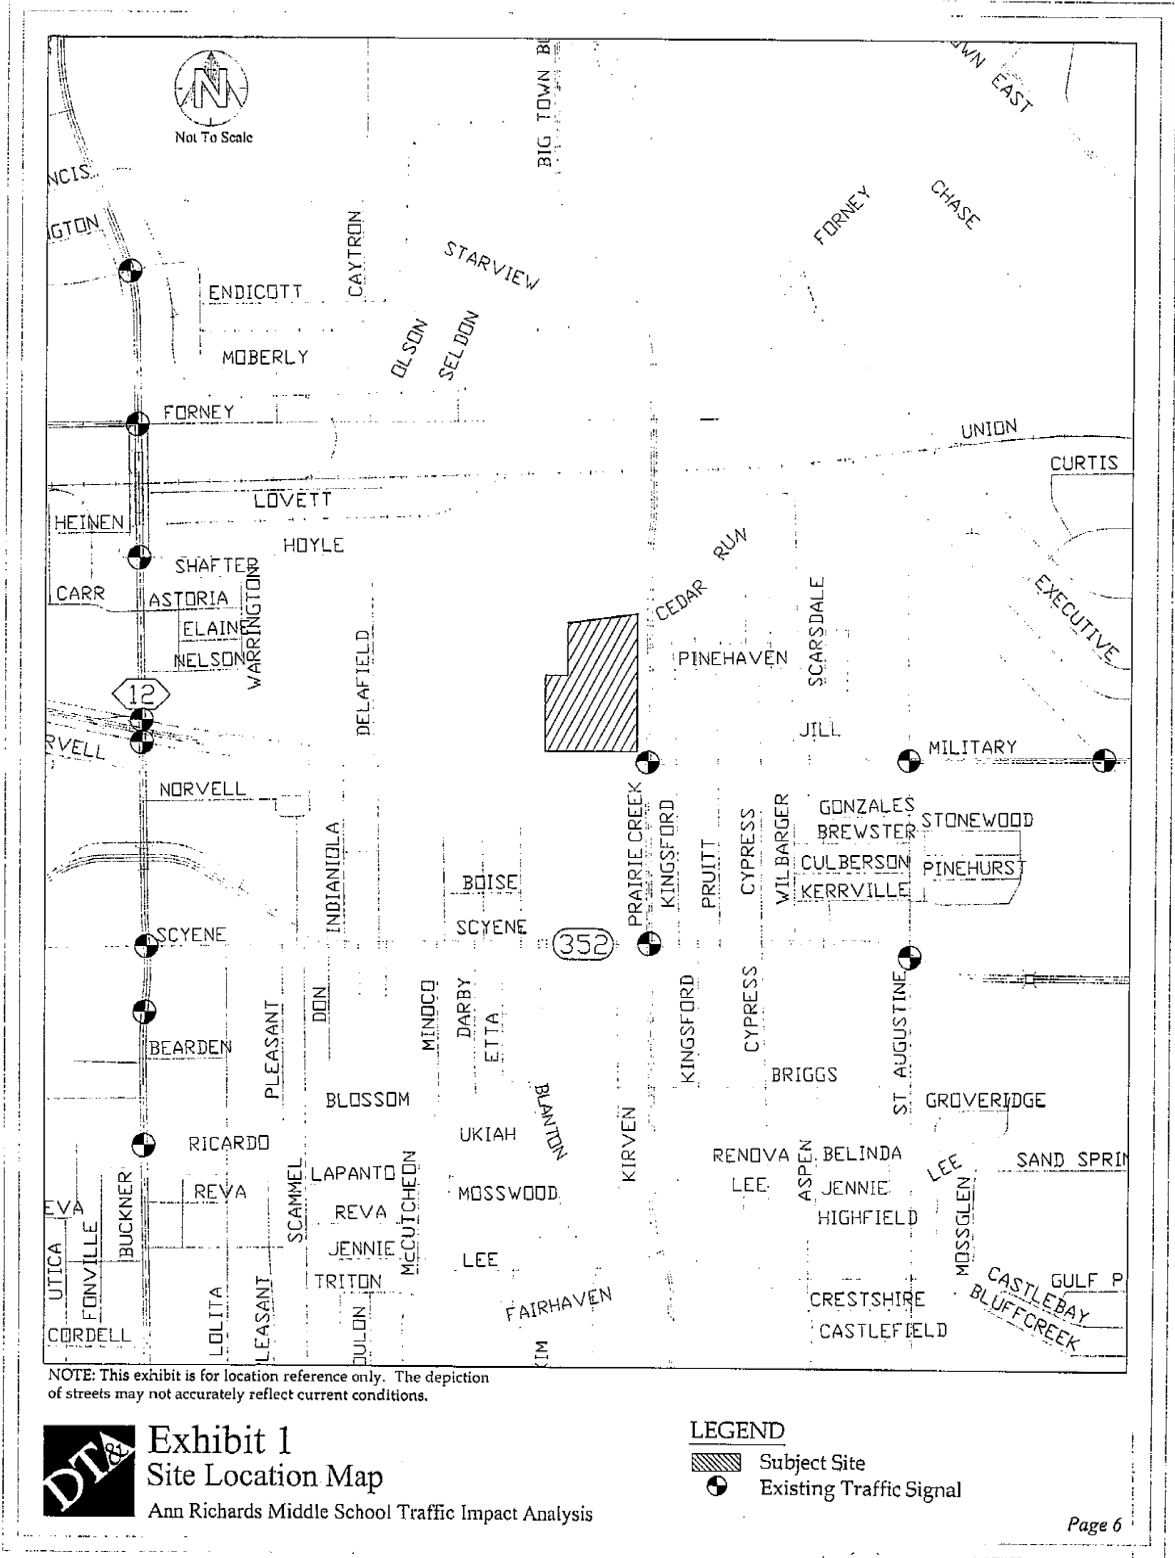 BIG TOWN
OWN EAST
N
Not To Scale
NCIS
GTON
CAYTRON
STARVIEW
FORNEY
CHASE
ENDICOTT
MOBERLY
OLSON
SELDON
FORNEY
UNION
CURTIS
LOVETT
HEINEN
HOYLE
SHAFTER
CEDAR RUN
CARR
ASTORIA
WARRINGTON
ELAINE
NELSON
DELAFIELD
PINEHAVEN
SCARSDALE
EXECUTIVE
12
JILL
RVELL
MILITARY
NORVELL
PRAIRIE CREEK
KINGSFORD
PRUITT
CYPRESS
WILBARGER
GONZALES
STONEWOOD
BREWSTER
CULBERSON
PINEHURST
KERRVILLE
INDIANIOLA
BOISE
SCYENE
SCYENE
352
PLEASANT
DON
MINOCO
DARBY
ETTA
KINGSFORD
CYPRESS
ST AUGUSTINE
BEARDEN
BRIGGS
BLOSSOM
BLANTON
GROVERIDGE
UKIAH
KIRVEN
RICARDO
RENOVA
ASPEN
BELINDA
LEE
SAND SPRIN
BUCKNER
SCAMMEL
LAPANTO
McCUTCHEON
REVA
MOSSWOOD
LEE
JENNIE
EVA
REVA
HIGHFIELD
MOSSGLEN
UTICA
FONVILLE
JENNIE
LEE
TRITON
FAIRHAVEN
CASTLEBAY
GULF P
BLUFFCREEK
LOLITA
LEASANT
OULON
KIM
CRESTSHIRE
CORDELL
CASTLEFIELD
NOTE: This exhibit is for location reference only. The depiction
of streets may not accurately reflect current conditions.
DT&A
Exhibit 1
Site Location Map
Ann Richards Middle School Traffic Impact Analysis
LEGEND
Subject Site
Existing Traffic Signal
Page 6